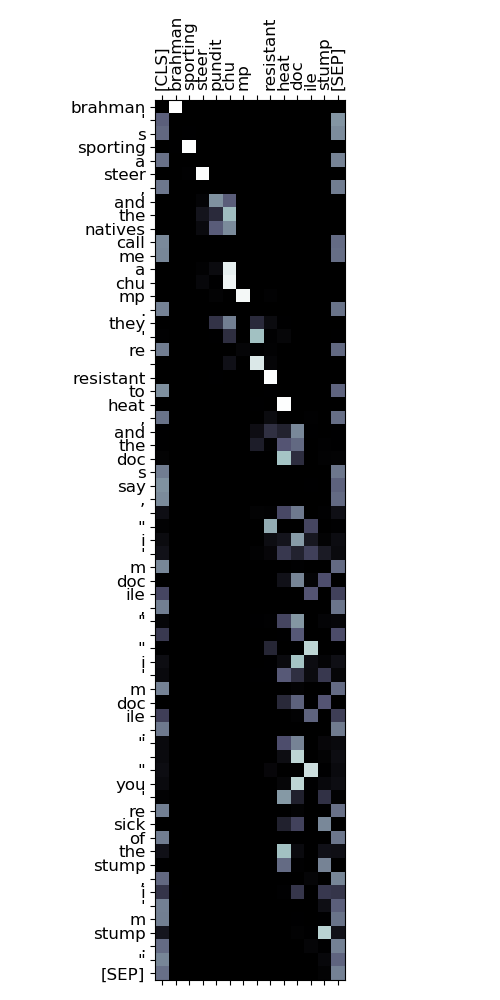 [CLS]
brahman
sporting
steer
pundit
chu
mp
resistant
heat
doc
ile
stump
[SEP]
brahman
'
s
sporting
a
steer
,
and
the
natives
call
me
a
chu
mp
.
they
'
re
resistant
to
heat
,
and
the
doc
s
say
,
"
i
'
m
doc
ile
,
"
"
i
'
m
doc
ile
.
"
"
you
'
re
sick
of
the
stump
,
i
'
m
stump
.
"
[SEP]